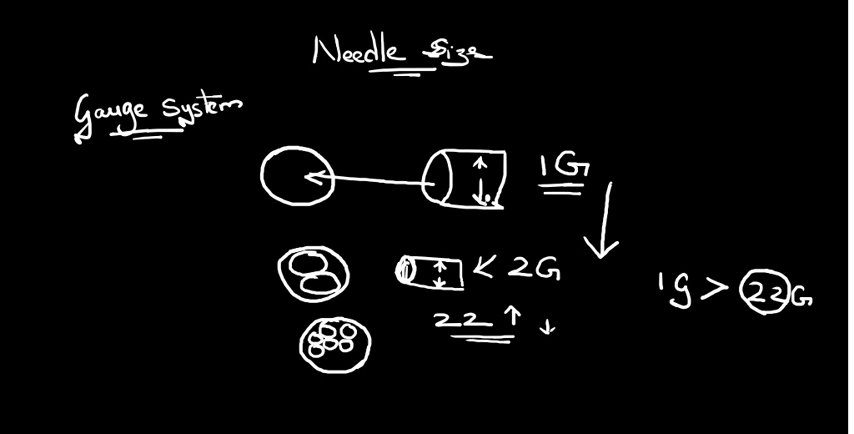 Needle Size
Gauge System
1G
< 2G
22 ↑ ↓
1g > 22G